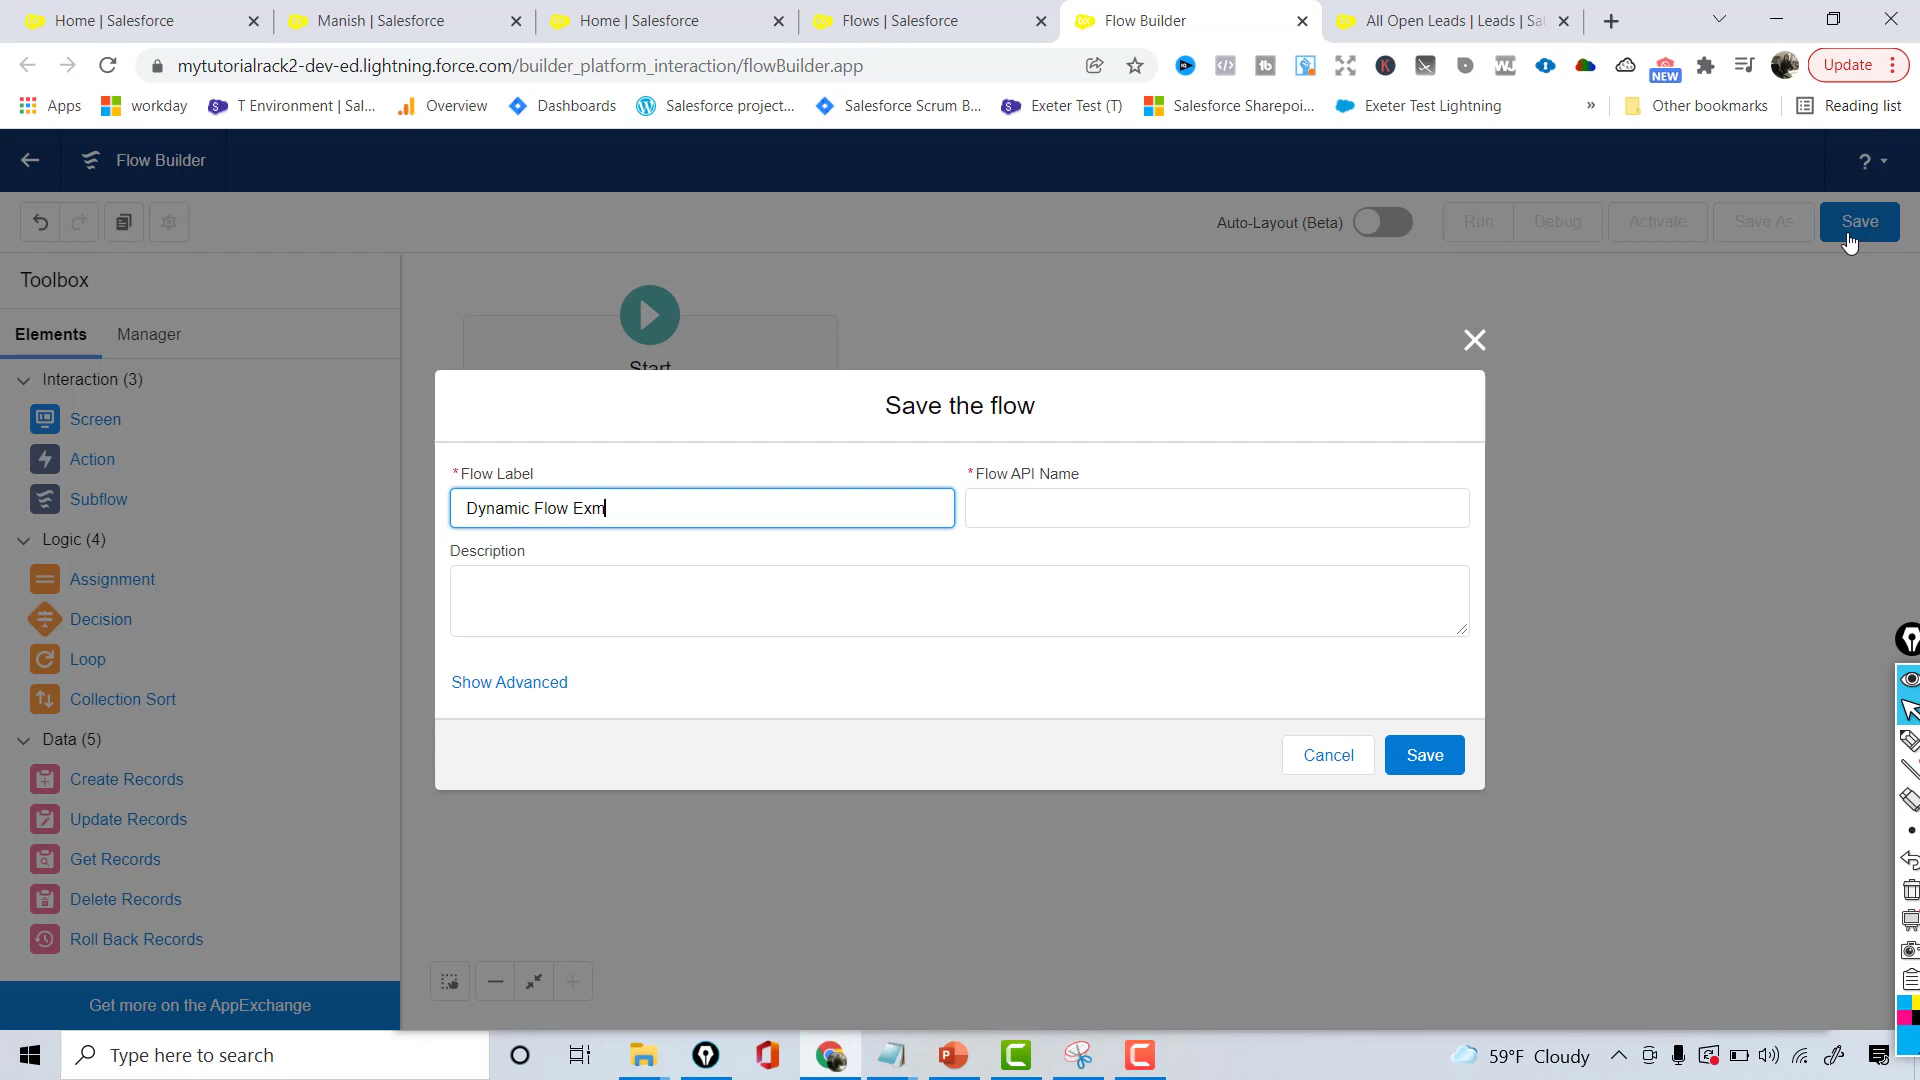 Home | Salesforce
Manish | Salesforce
Home | Salesforce
Flows | Salesforce
Flow Builder
All Open Leads | Leads | Sal
mytutorialrack2-dev-ed.lightning.force.com/builder_platform_interaction/flowBuilder.app
NEW
Update
Apps
workday
T Environment | Sal...
Overview
Dashboards
Salesforce project...
Salesforce Scrum B...
Exeter Test (T)
Salesforce Sharepoi...
Exeter Test Lightning
»
Other bookmarks
Reading list
Flow Builder
?
Auto-Layout (Beta)
Run
Debug
Activate
Save As
Save
Toolbox
Elements
Manager
Interaction (3)
Screen
Action
Subflow
Logic (4)
Assignment
Decision
Loop
Collection Sort
Data (5)
Create Records
Update Records
Get Records
Delete Records
Roll Back Records
Get more on the AppExchange
Start
Save the flow
*Flow Label
*Flow API Name
Dynamic Flow Exm
Description
Show Advanced
Cancel
Save
Type here to search
59°F Cloudy